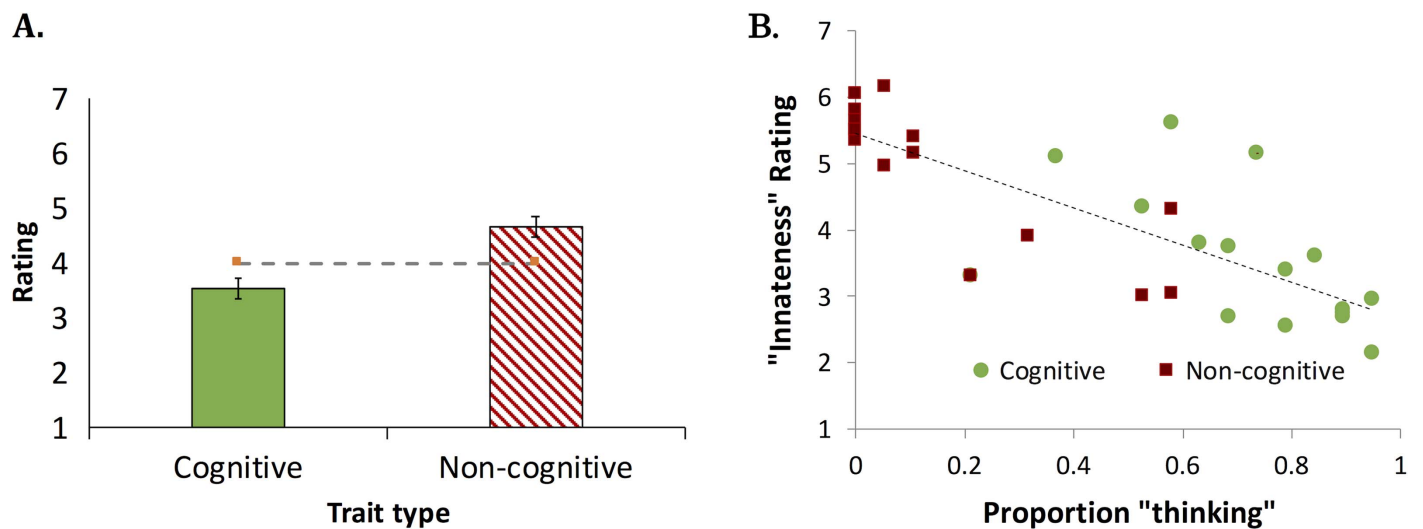 A.
7
6
5
4
3
2
1
Rating
Cognitive
Non-cognitive
Trait type
B.
7
6
5
4
3
2
1
"Innateness" Rating
Cognitive
Non-cognitive
0
0.2
0.4
0.6
0.8
1
Proportion "thinking"